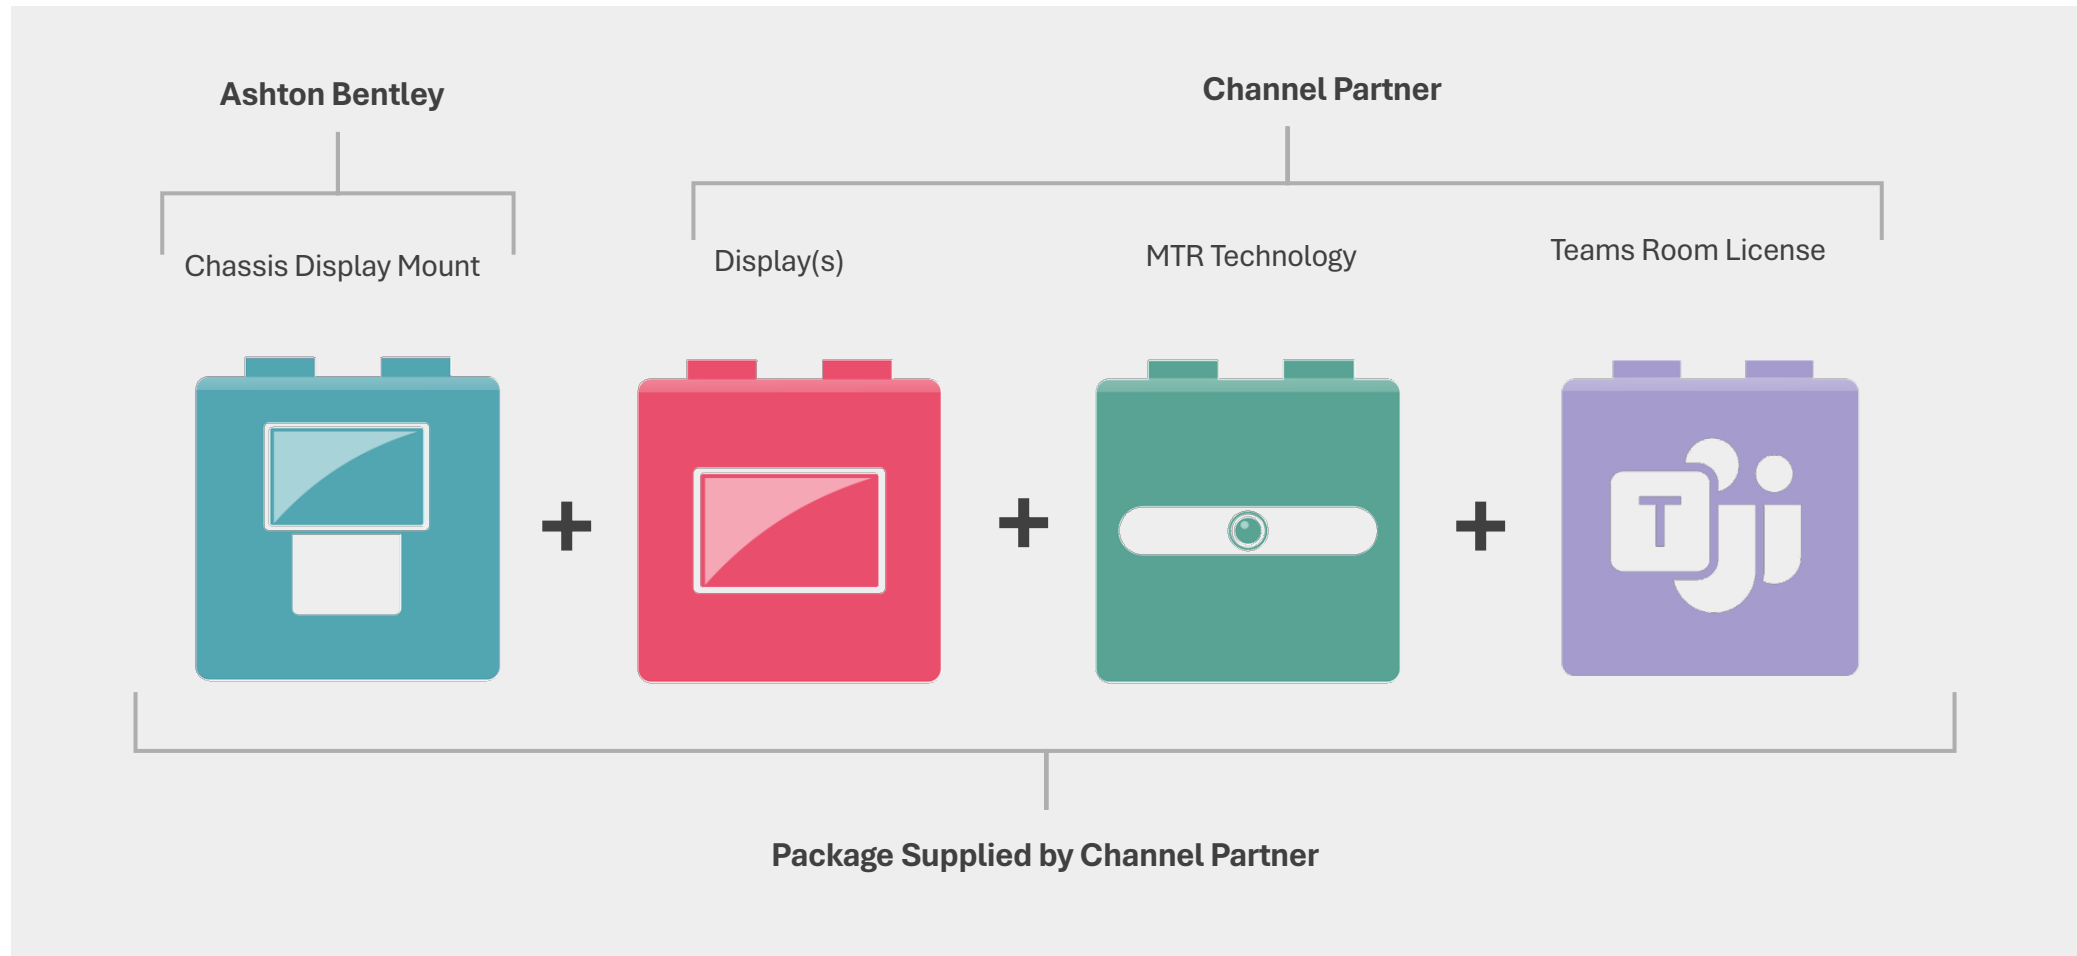 Ashton Bentley
Channel Partner
Chassis Display Mount
Display(s)
MTR Technology
Teams Room License
+
+
+
T
Package Supplied by Channel Partner